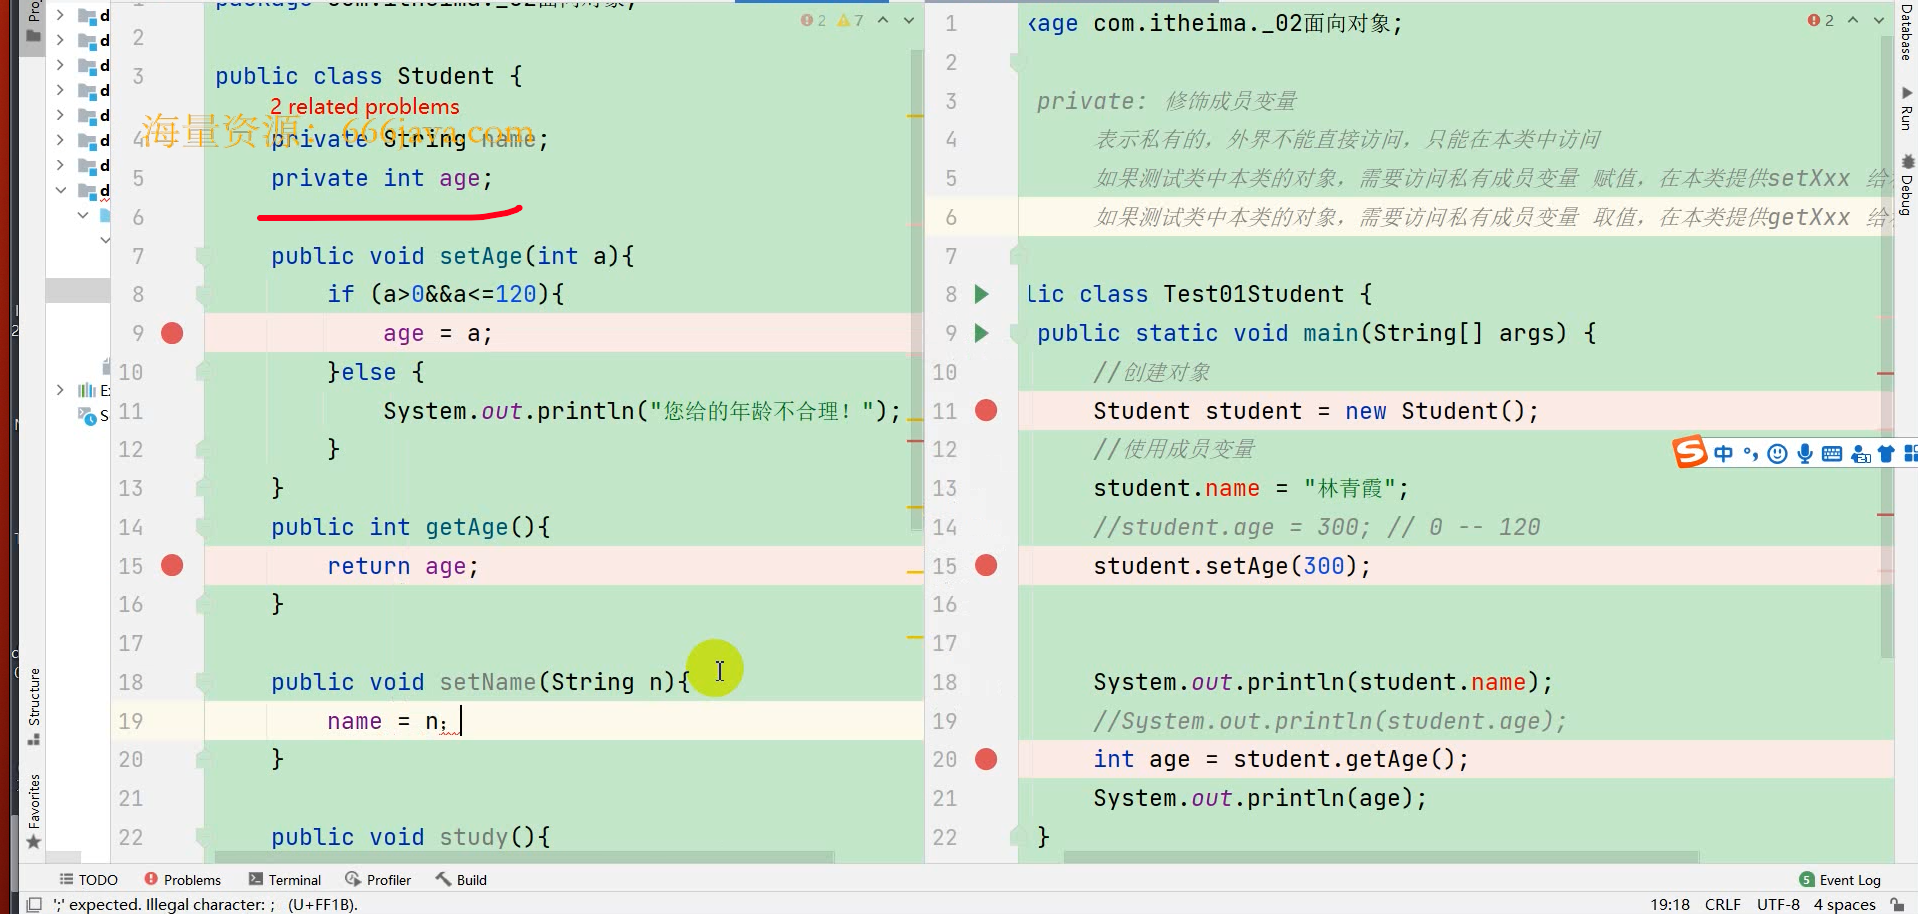 package com.itheima._02面向对象;
2
3 public class Student {
2 related problems
海量资源：666java.com
4 private String name;
5 private int age;
6
7 public void setAge(int a){
8 if (a>0&&a<=120){
9 age = a;
10 }else {
11 System.out.println("您给的年龄不合理！");
12 }
13 }
14 public int getAge(){
15 return age;
16 }
17
18 public void setName(String n){
19 name = n；
20 }
21
22 public void study(){
2 7
1 kage com.itheima._02面向对象;
2
3 private: 修饰成员变量
4 表示私有的，外界不能直接访问，只能在本类中访问
5 如果测试类中本类的对象，需要访问私有成员变量 赋值，在本类提供setXxx 给
6 如果测试类中本类的对象，需要访问私有成员变量 取值，在本类提供getXxx 给
7
8 lic class Test01Student {
9 public static void main(String[] args) {
10 //创建对象
11 Student student = new Student();
12 //使用成员变量
13 student.name = "林青霞";
14 //student.age = 300; // 0 -- 120
15 student.setAge(300);
16
17
18 System.out.println(student.name);
19 //System.out.println(student.age);
20 int age = student.getAge();
21 System.out.println(age);
22 }
2
中
Database
Run
Debug
Structure
Favorites
TODO Problems Terminal Profiler Build
5 Event Log
';' expected. Illegal character: ； (U+FF1B).
19:18 CRLF UTF-8 4 spaces